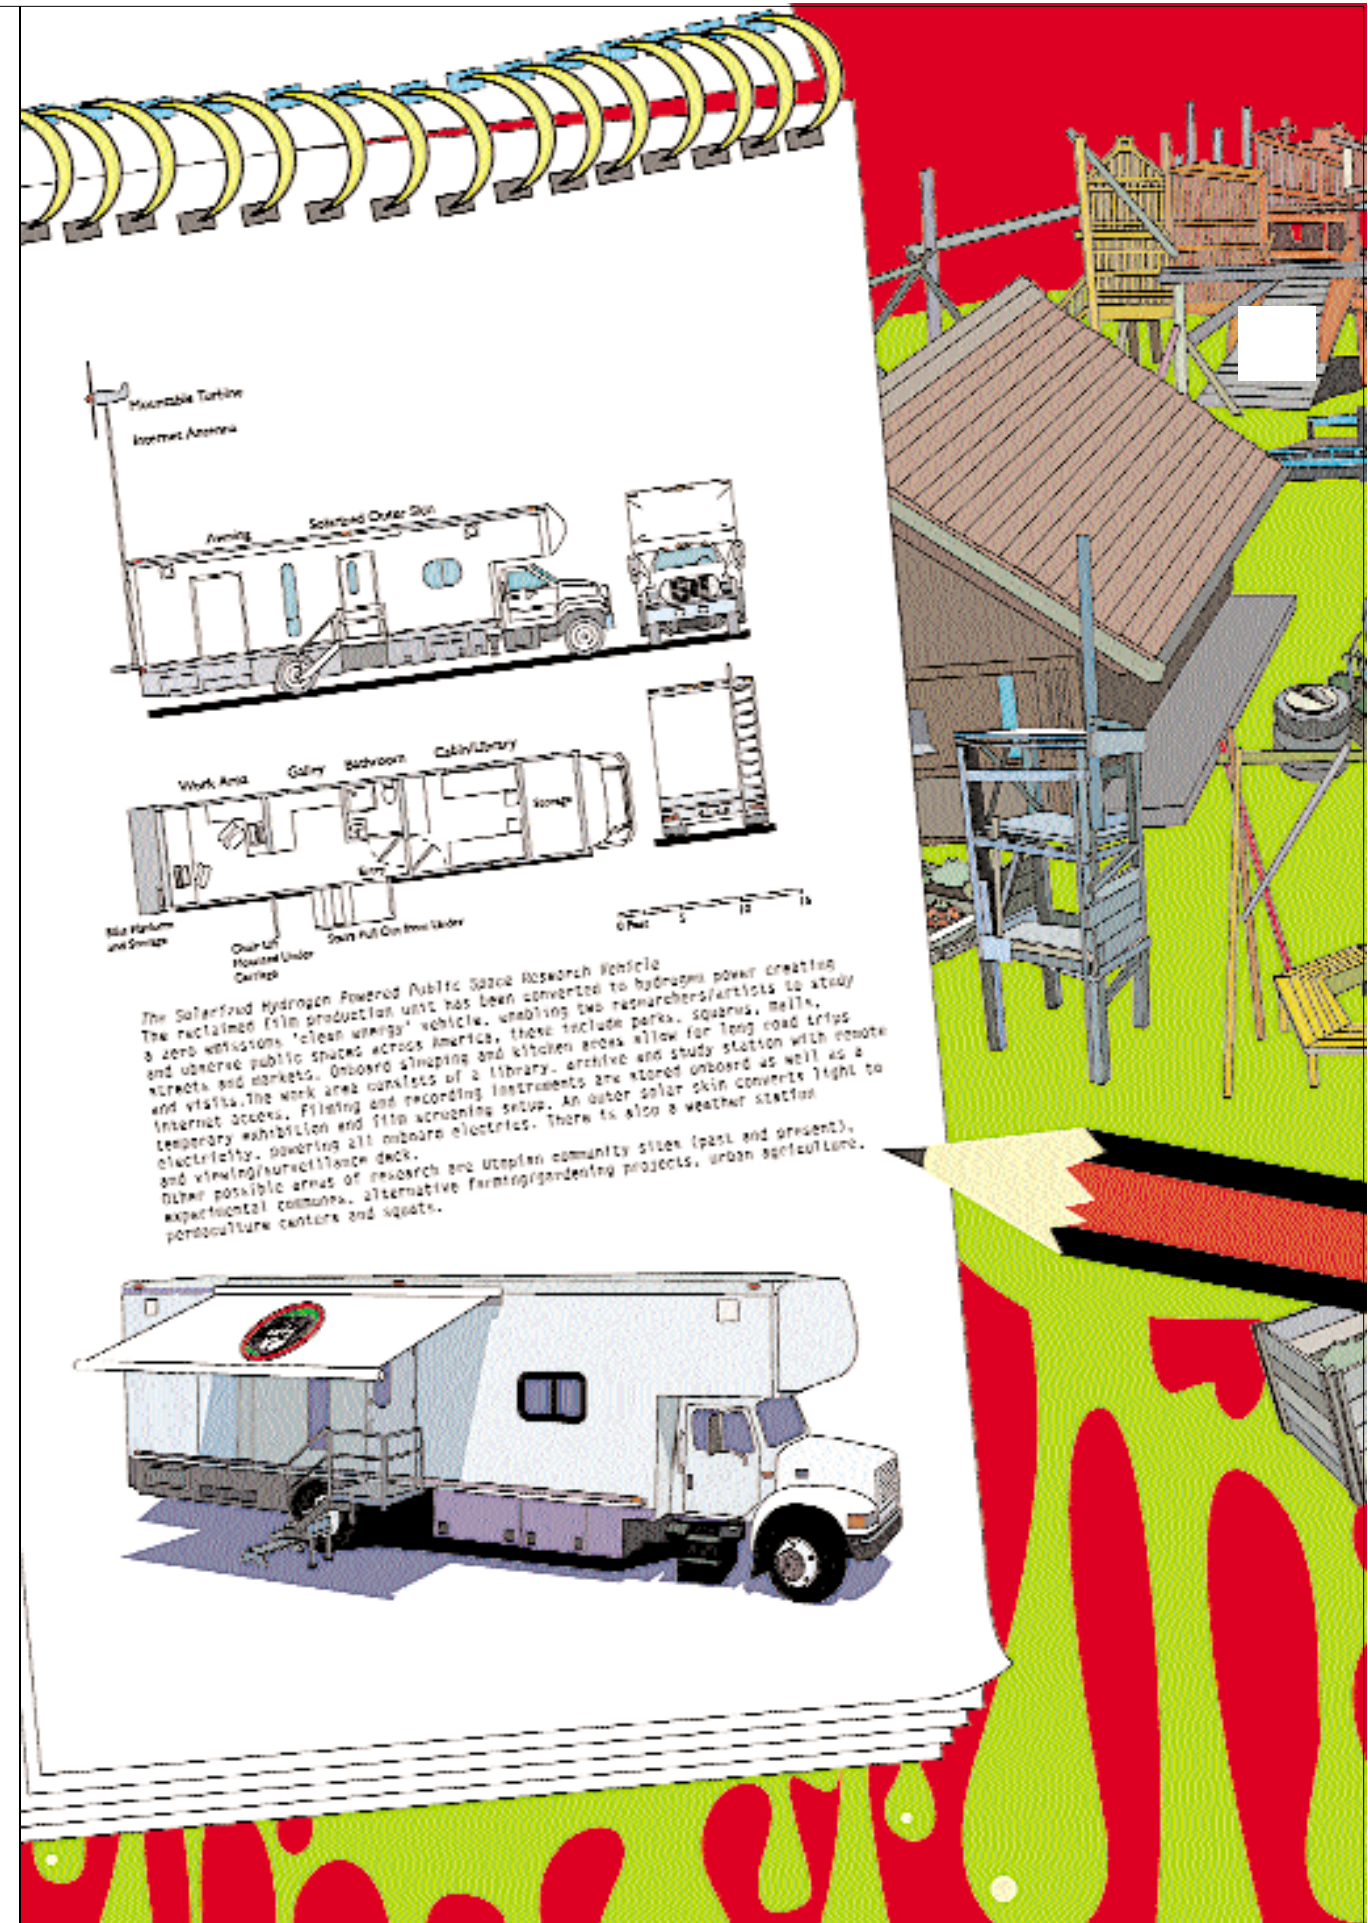 Mountable Turbine
Internet Antenna
Awning
Solarized Outer Skin
Work Area
Galley
Bathroom
Cabin/Library
Storage
Entry
Bike Platform
and Storage
Chair Lift
Mounted Under
Carriage
Stairs Pull Out from Under
0 Feet 5 10 15
The Solarized Hydrogen Powered Public Space Research Vehicle
The reclaimed film production unit has been converted to hydrogen power creating
a zero emissions 'clean energy' vehicle, enabling two researchers/artists to study
and observe public spaces across America, these include parks, squares, malls,
streets and markets. Onboard sleeping and kitchen areas allow for long road trips
and visits. The work area consists of a library, archive and study station with remote
internet access. Filming and recording instruments are stored onboard as well as a
temporary exhibition and film screening setup. An outer solar skin converts light to
electricity, powering all onboard electrics. There is also a weather station
and viewing/surveillance deck.
Other possible areas of research are Utopian community sites (past and present),
experimental communes, alternative farming/gardening projects, urban agriculture,
permaculture centers and squats.